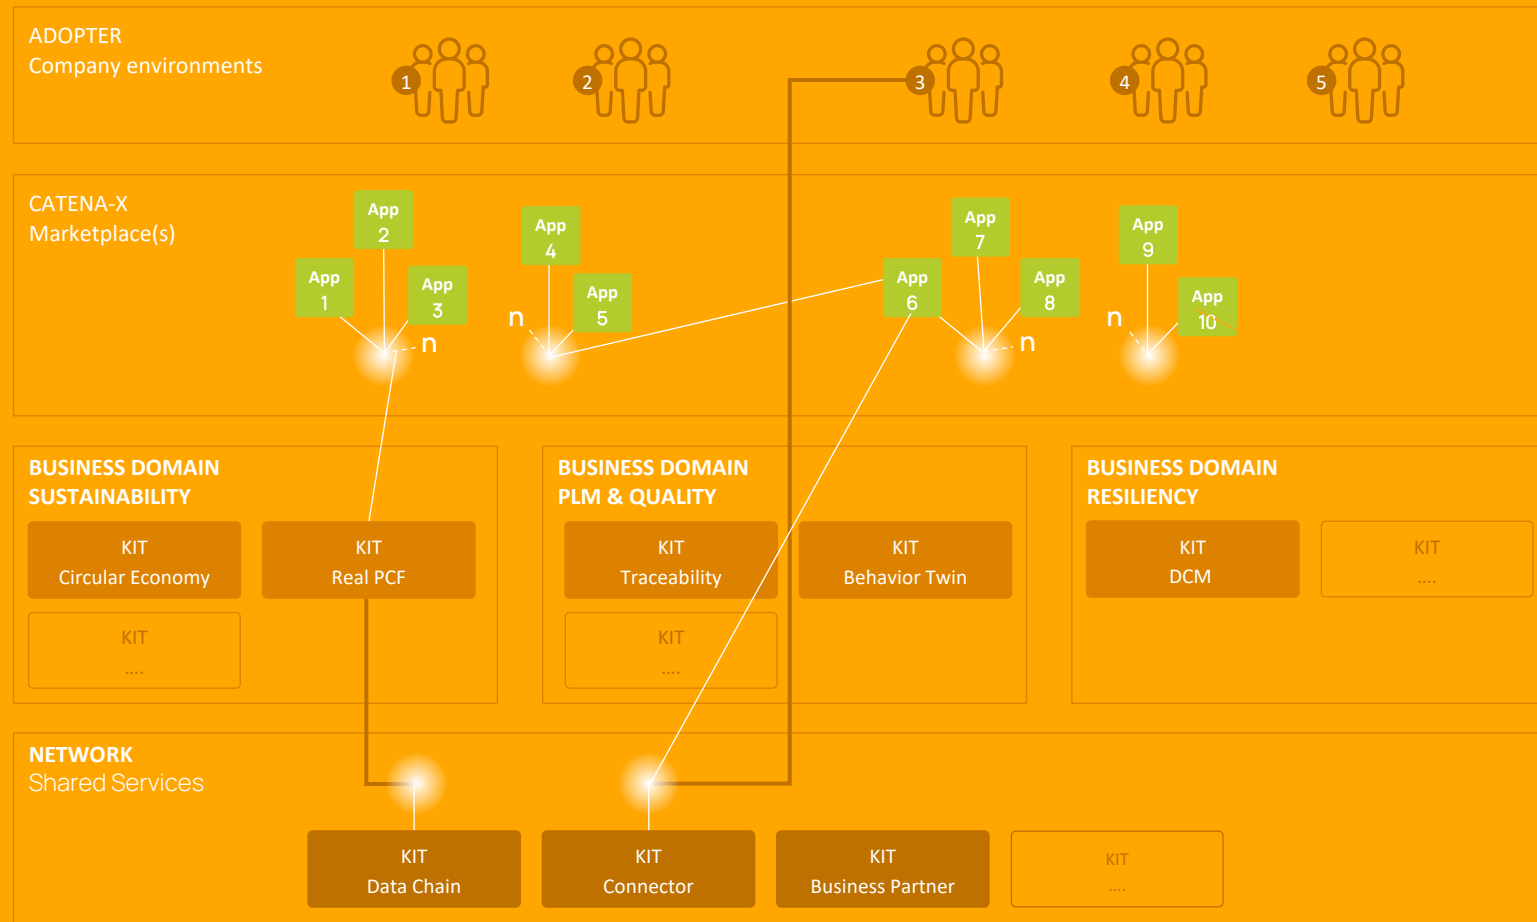 ADOPTER
Company environments
1
2
3
4
5
CATENA-X
Marketplace(s)
App
1
App
2
App
3
n
App
4
App
5
n
App
6
App
7
App
8
n
App
9
App
10
n
BUSINESS DOMAIN
SUSTAINABILITY
KIT
Circular Economy
KIT
Real PCF
KIT
....
BUSINESS DOMAIN
PLM & QUALITY
KIT
Traceability
KIT
Behavior Twin
KIT
....
BUSINESS DOMAIN
RESILIENCY
KIT
DCM
KIT
....
NETWORK
Shared Services
KIT
Data Chain
KIT
Connector
KIT
Business Partner
KIT
....